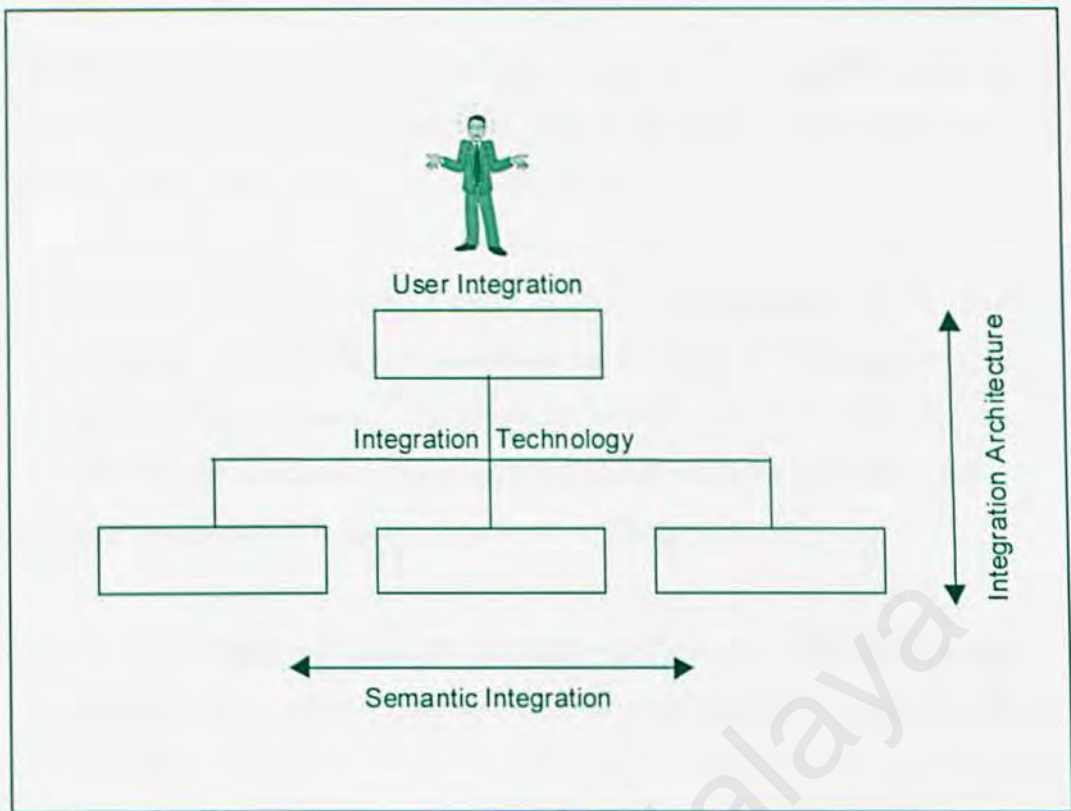 User Integration
Integration Technology
Integration Architecture
Semantic Integration